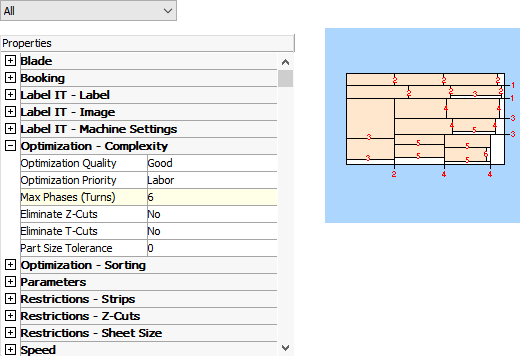 All
Properties
Blade
Booking
Label IT - Label
Label IT - Image
Label IT - Machine Settings
Optimization - Complexity
Optimization Quality Good
Optimization Priority Labor
Max Phases (Turns) 6
Eliminate Z-Cuts No
Eliminate T-Cuts No
Part Size Tolerance 0
Optimization - Sorting
Parameters
Restrictions - Strips
Restrictions - Z-Cuts
Restrictions - Sheet Size
Speed
2 2 2
1
2 2 3 2
1
4 4
3
4 4
3 5 3
5 5
3 5 5 6
2 4 4